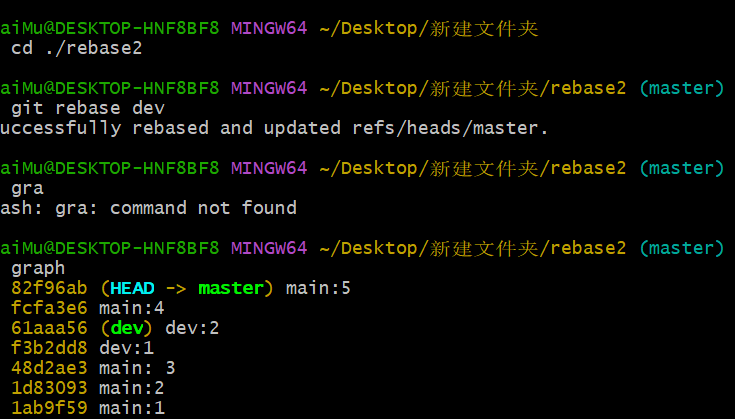 aiMu@DESKTOP-HNF8BF8 MINGW64 ~/Desktop/新建文件夹
cd ./rebase2
aiMu@DESKTOP-HNF8BF8 MINGW64 ~/Desktop/新建文件夹/rebase2 (master)
git rebase dev
uccessfully rebased and updated refs/heads/master.
aiMu@DESKTOP-HNF8BF8 MINGW64 ~/Desktop/新建文件夹/rebase2 (master)
gra
ash: gra: command not found
aiMu@DESKTOP-HNF8BF8 MINGW64 ~/Desktop/新建文件夹/rebase2 (master)
graph
82f96ab (HEAD -> master) main:5
fcfa3e6 main:4
61aaa56 (dev) dev:2
f3b2dd8 dev:1
48d2ae3 main: 3
1d83093 main:2
1ab9f59 main:1